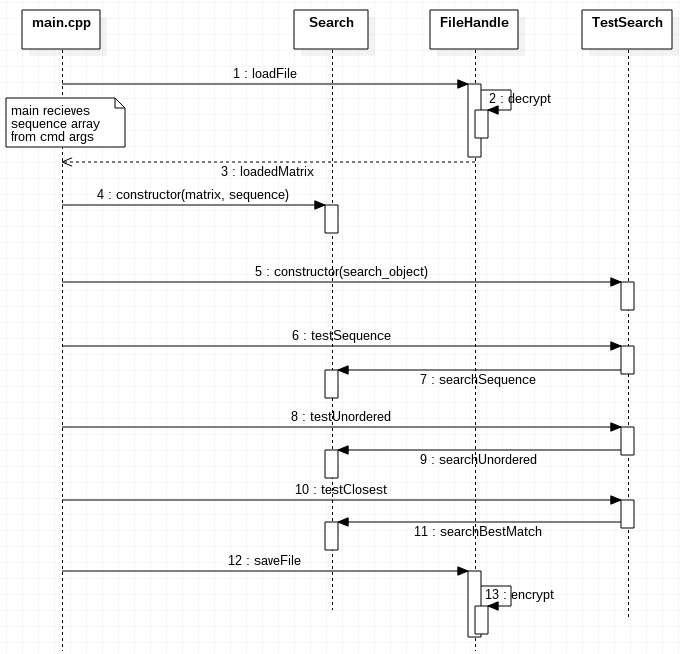 main.cpp
Search
FileHandle
TestSearch
1 : loadFile
2 : decrypt
main recieves
sequence array
from cmd args
3 : loadedMatrix
4 : constructor(matrix, sequence)
5 : constructor(search_object)
6 : testSequence
7 : searchSequence
8 : testUnordered
9 : searchUnordered
10 : testClosest
11 : searchBestMatch
12 : saveFile
13 : encrypt